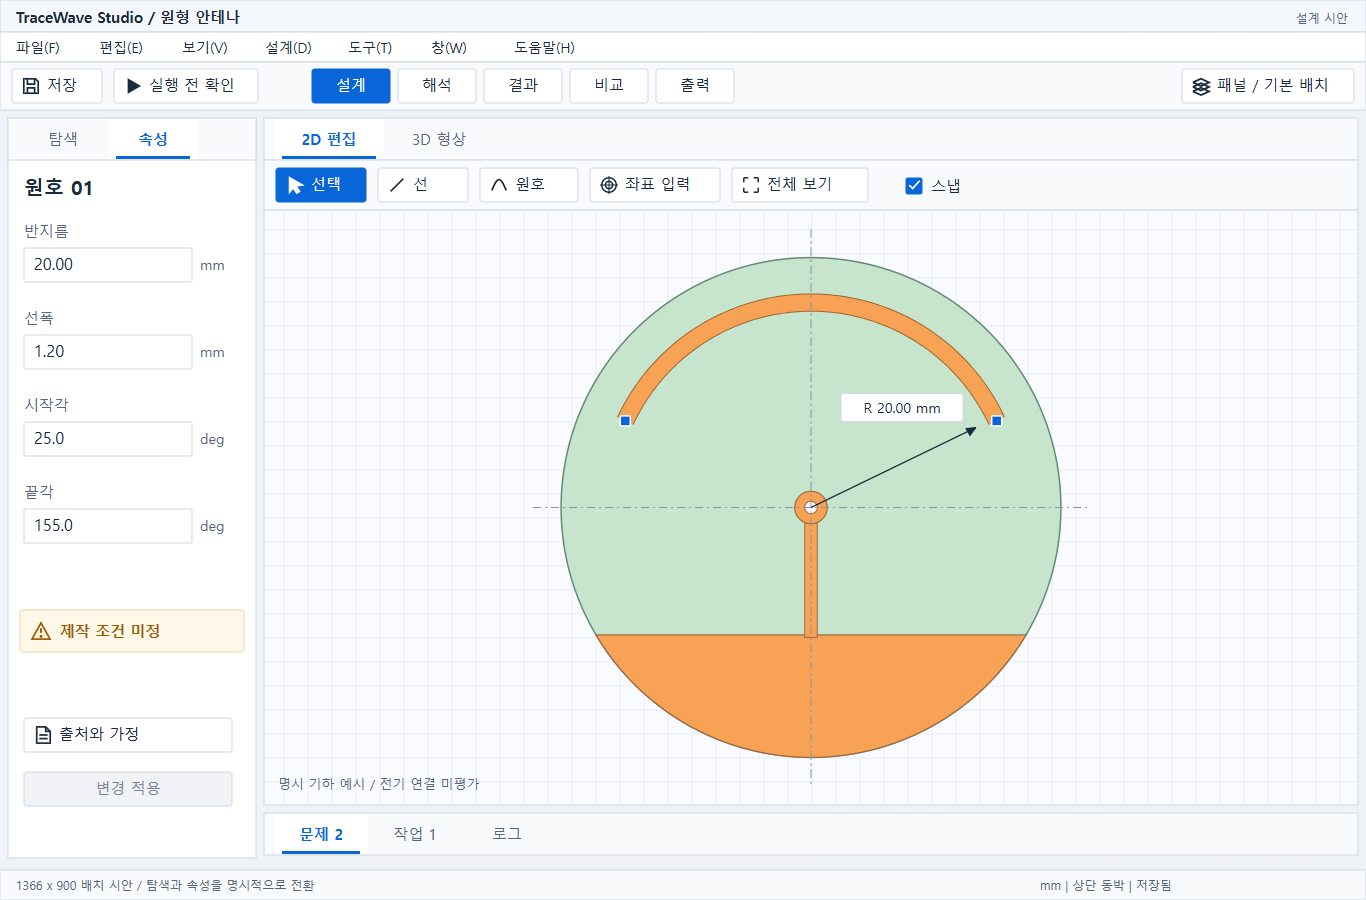 TraceWave Studio / 원형 안테나
설계 시안
파일(F) 편집(E) 보기(V) 설계(D) 도구(T) 창(W) 도움말(H)
저장 실행 전 확인 설계 해석 결과 비교 출력 패널 / 기본 배치
탐색 속성
원호 01
반지름
20.00 mm
선폭
1.20 mm
시작각
25.0 deg
끝각
155.0 deg
제작 조건 미정
출처와 가정
변경 적용
2D 편집 3D 형상
선택 선 원호 좌표 입력 전체 보기 스냅
R 20.00 mm
명시 기하 예시 / 전기 연결 미평가
문제 2 작업 1 로그
1366 x 900 배치 시안 / 탐색과 속성을 명시적으로 전환
mm | 상단 동박 | 저장됨